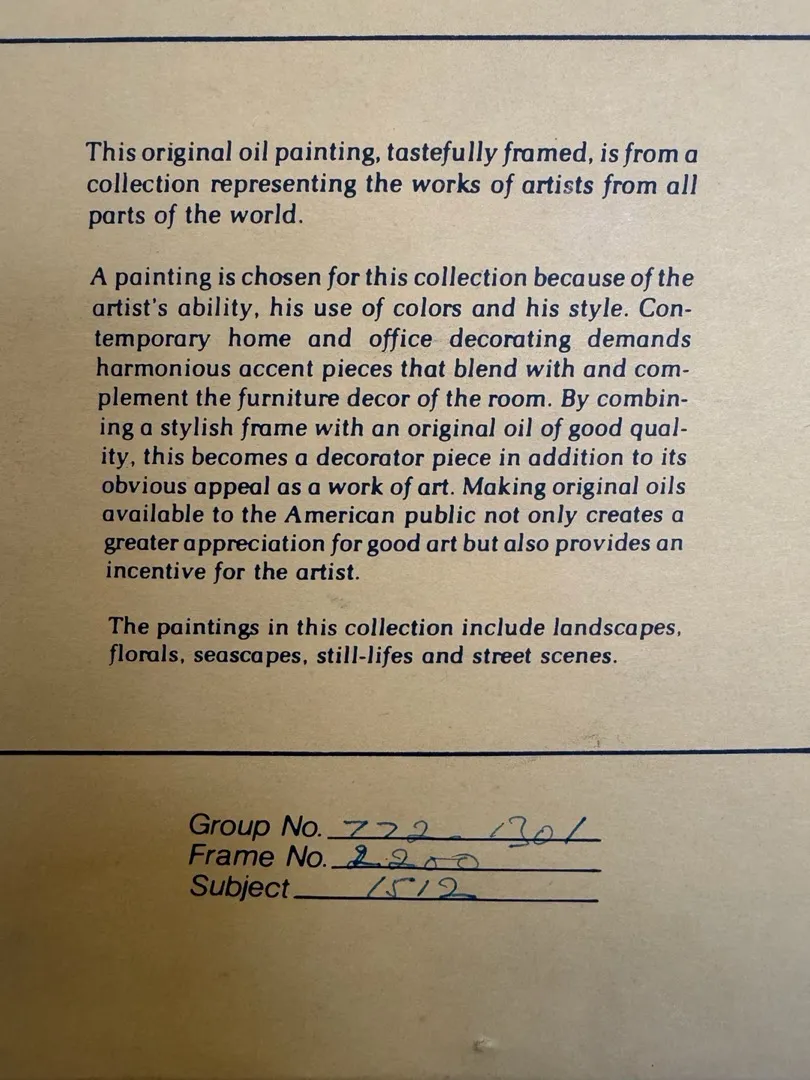 This original oil painting, tastefully framed, is from a
collection representing the works of artists from all
parts of the world.
A painting is chosen for this collection because of the
artist's ability, his use of colors and his style. Con-
temporary home and office decorating demands
harmonious accent pieces that blend with and com-
plement the furniture decor of the room. By combin-
ing a stylish frame with an original oil of good qual-
ity, this becomes a decorator piece in addition to its
obvious appeal as a work of art. Making original oils
available to the American public not only creates a
greater appreciation for good art but also provides an
incentive for the artist.
The paintings in this collection include landscapes,
florals, seascapes, still-lifes and street scenes.
Group No. 772-1301
Frame No. 2200
Subject 1512